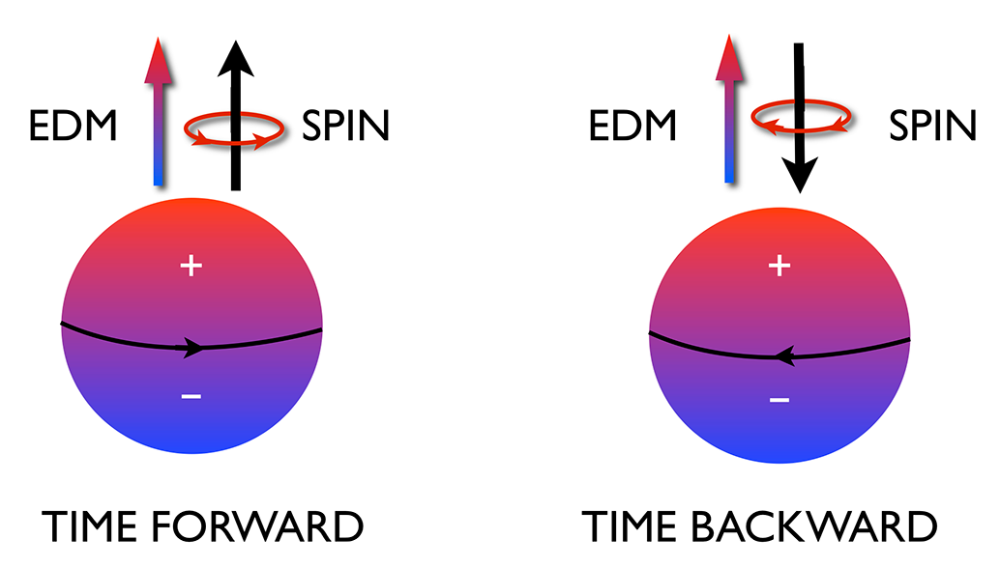 EDM SPIN EDM SPIN
+ +
– –
TIME FORWARD TIME BACKWARD